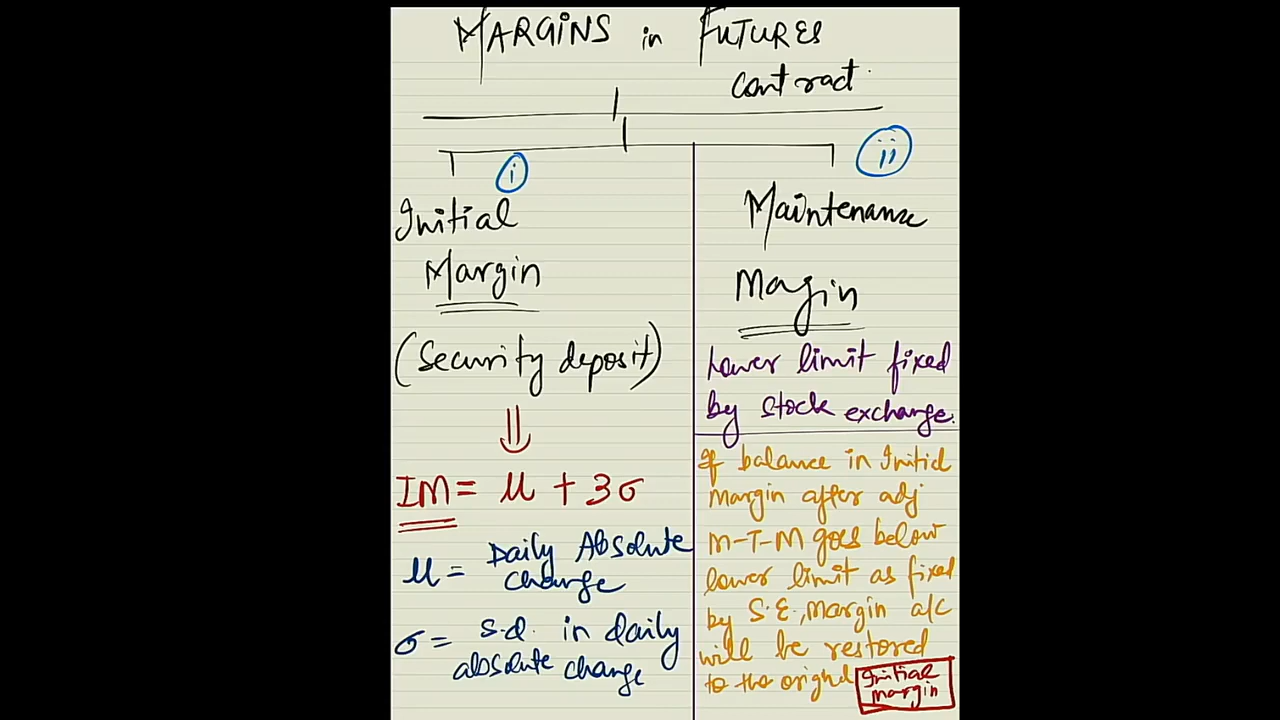 MARGINS in FUTURES
contract
i
Initial
Margin
(Security deposit)
⇓
IM = μ + 3σ
μ = Daily Absolute
change
σ = s.d. in daily
absolute change
ii
Maintenance
Magin
Lower limit fixed
by stock exchange.
If balance in Initial
Margin after adj
M-T-M goes below
lower limit as fixed
by S.E., Margin a/c
will be restored
to the original Initial
margin